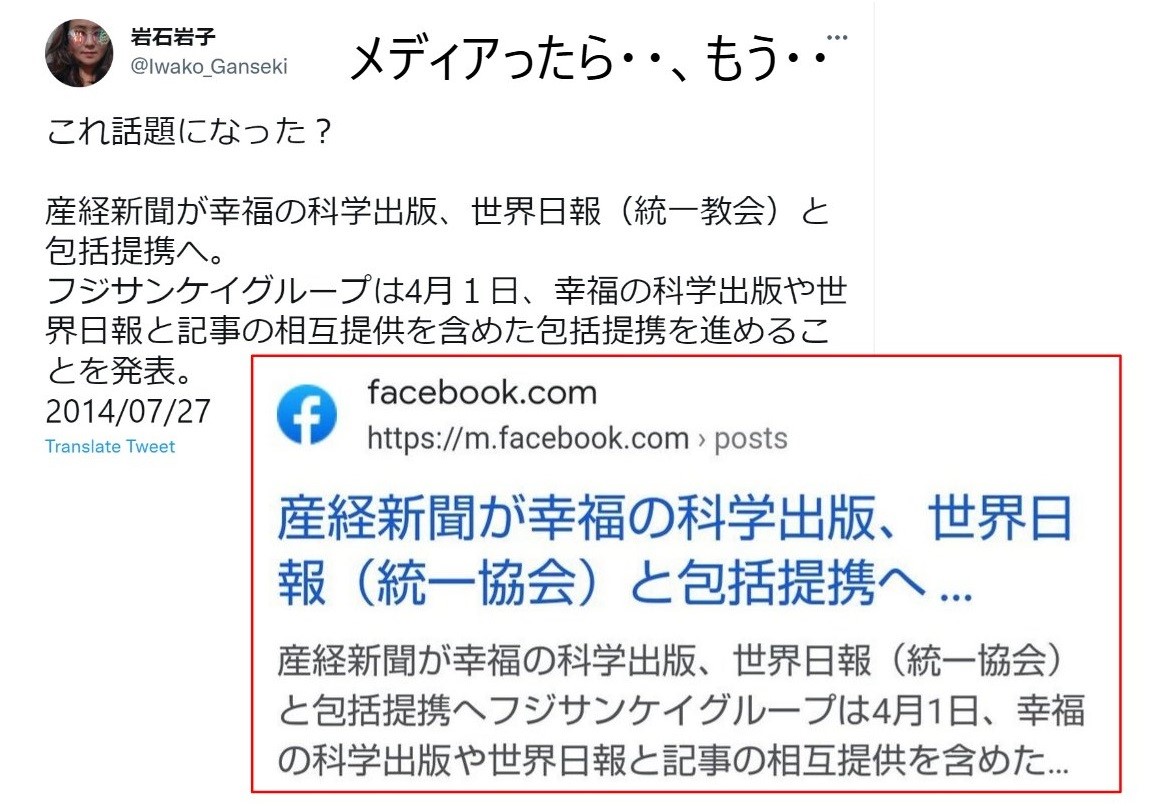 岩石岩子
@Iwako_Ganseki
メディアったら・・、もう・・
これ話題になった？
産経新聞が幸福の科学出版、世界日報（統一教会）と
包括提携へ。
フジサンケイグループは4月１日、幸福の科学出版や世
界日報と記事の相互提供を含めた包括提携を進めるこ
とを発表。
2014/07/27
Translate Tweet
facebook.com
https://m.facebook.com › posts
産経新聞が幸福の科学出版、世界日
報（統一協会）と包括提携へ ...
産経新聞が幸福の科学出版、世界日報（統一協会）
と包括提携へフジサンケイグループは4月1日、幸福
の科学出版や世界日報と記事の相互提供を含めた...